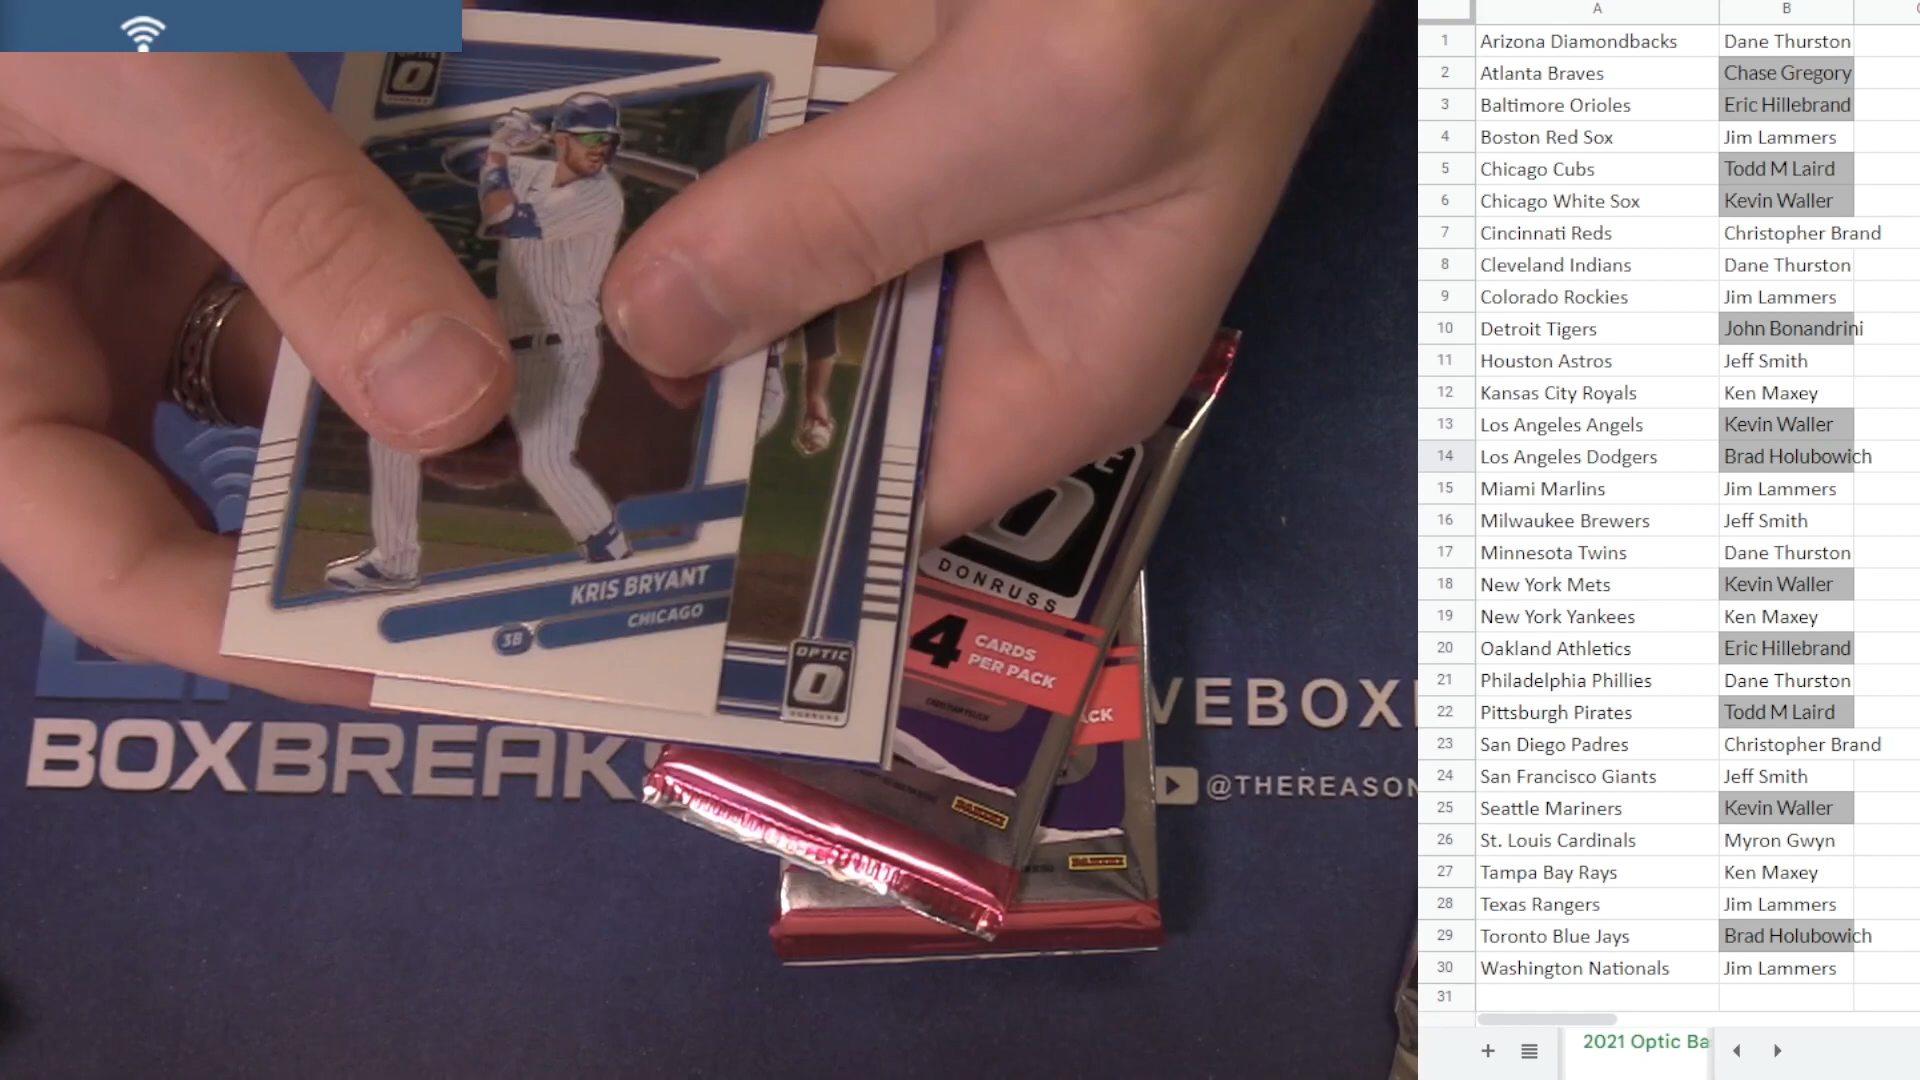 KRIS BRYANT
CHICAGO
3B
OPTIC
DONRUSS
4 CARDS
PER PACK
BOXBREAK
VEBOX
@THEREASON
A B
1 Arizona Diamondbacks Dane Thurston
2 Atlanta Braves Chase Gregory
3 Baltimore Orioles Eric Hillebrand
4 Boston Red Sox Jim Lammers
5 Chicago Cubs Todd M Laird
6 Chicago White Sox Kevin Waller
7 Cincinnati Reds Christopher Brand
8 Cleveland Indians Dane Thurston
9 Colorado Rockies Jim Lammers
10 Detroit Tigers John Bonandrini
11 Houston Astros Jeff Smith
12 Kansas City Royals Ken Maxey
13 Los Angeles Angels Kevin Waller
14 Los Angeles Dodgers Brad Holubowich
15 Miami Marlins Jim Lammers
16 Milwaukee Brewers Jeff Smith
17 Minnesota Twins Dane Thurston
18 New York Mets Kevin Waller
19 New York Yankees Ken Maxey
20 Oakland Athletics Eric Hillebrand
21 Philadelphia Phillies Dane Thurston
22 Pittsburgh Pirates Todd M Laird
23 San Diego Padres Christopher Brand
24 San Francisco Giants Jeff Smith
25 Seattle Mariners Kevin Waller
26 St. Louis Cardinals Myron Gwyn
27 Tampa Bay Rays Ken Maxey
28 Texas Rangers Jim Lammers
29 Toronto Blue Jays Brad Holubowich
30 Washington Nationals Jim Lammers
31
2021 Optic Ba